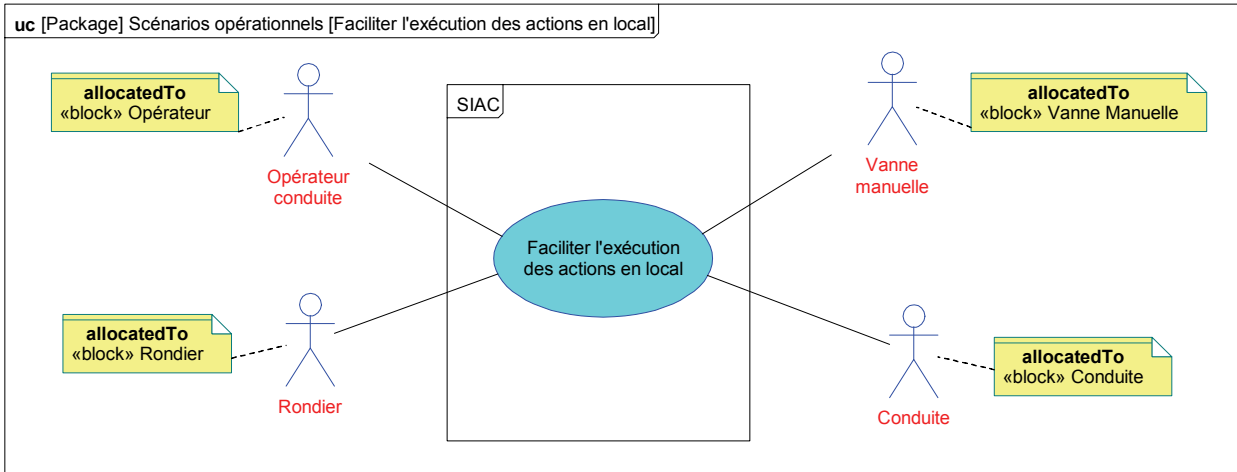 uc [Package] Scénarios opérationnels [Faciliter l'exécution des actions en local]
allocatedTo
«block» Opérateur
Opérateur
conduite
SIAC
Vanne
manuelle
allocatedTo
«block» Vanne Manuelle
Faciliter l'exécution
des actions en local
allocatedTo
«block» Rondier
Rondier
Conduite
allocatedTo
«block» Conduite